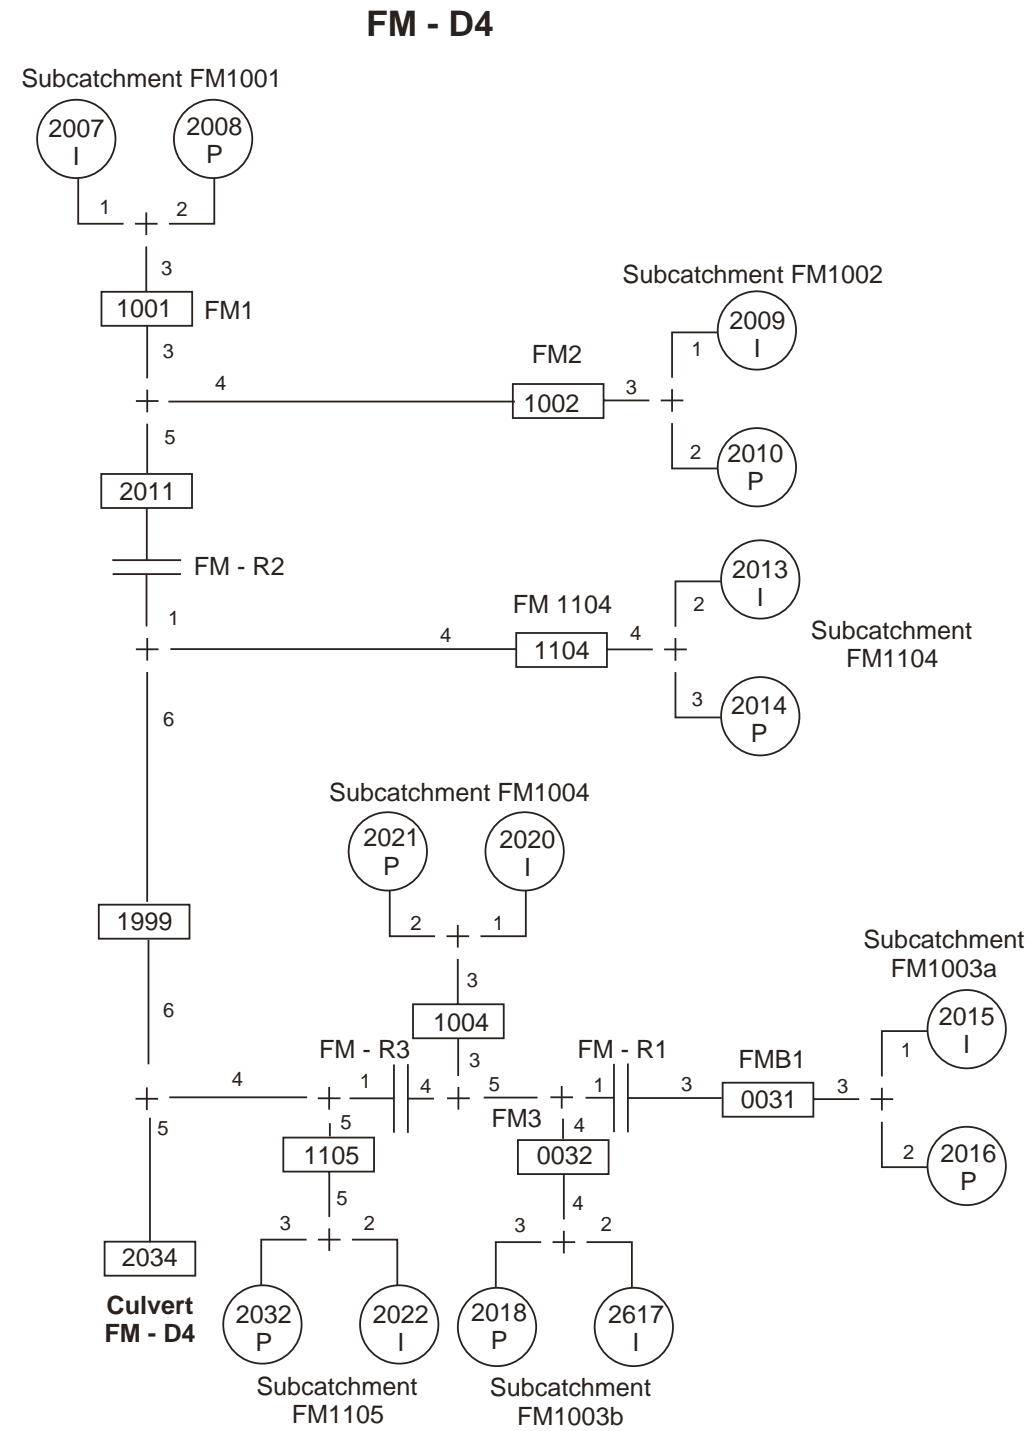 FM - D4
Subcatchment FM1001
2007
I
2008
P
1
2
3
1001
FM1
3
Subcatchment FM1002
2009
I
1
FM2
4
1002
3
5
2
2010
P
2011
FM - R2
2013
I
2
1
FM 1104
4
1104
4
Subcatchment
FM1104
3
2014
P
6
Subcatchment FM1004
2021
P
2020
I
2
1
1999
3
1004
3
6
Subcatchment
FM1003a
2015
I
1
FM - R3
FM - R1
FMB1
4
1
4
5
1
3
0031
3
FM3
5
5
4
2
2016
P
1105
0032
5
4
3
2
3
2
2034
Culvert
FM - D4
2032
P
2022
I
2018
P
2617
I
Subcatchment
FM1105
Subcatchment
FM1003b